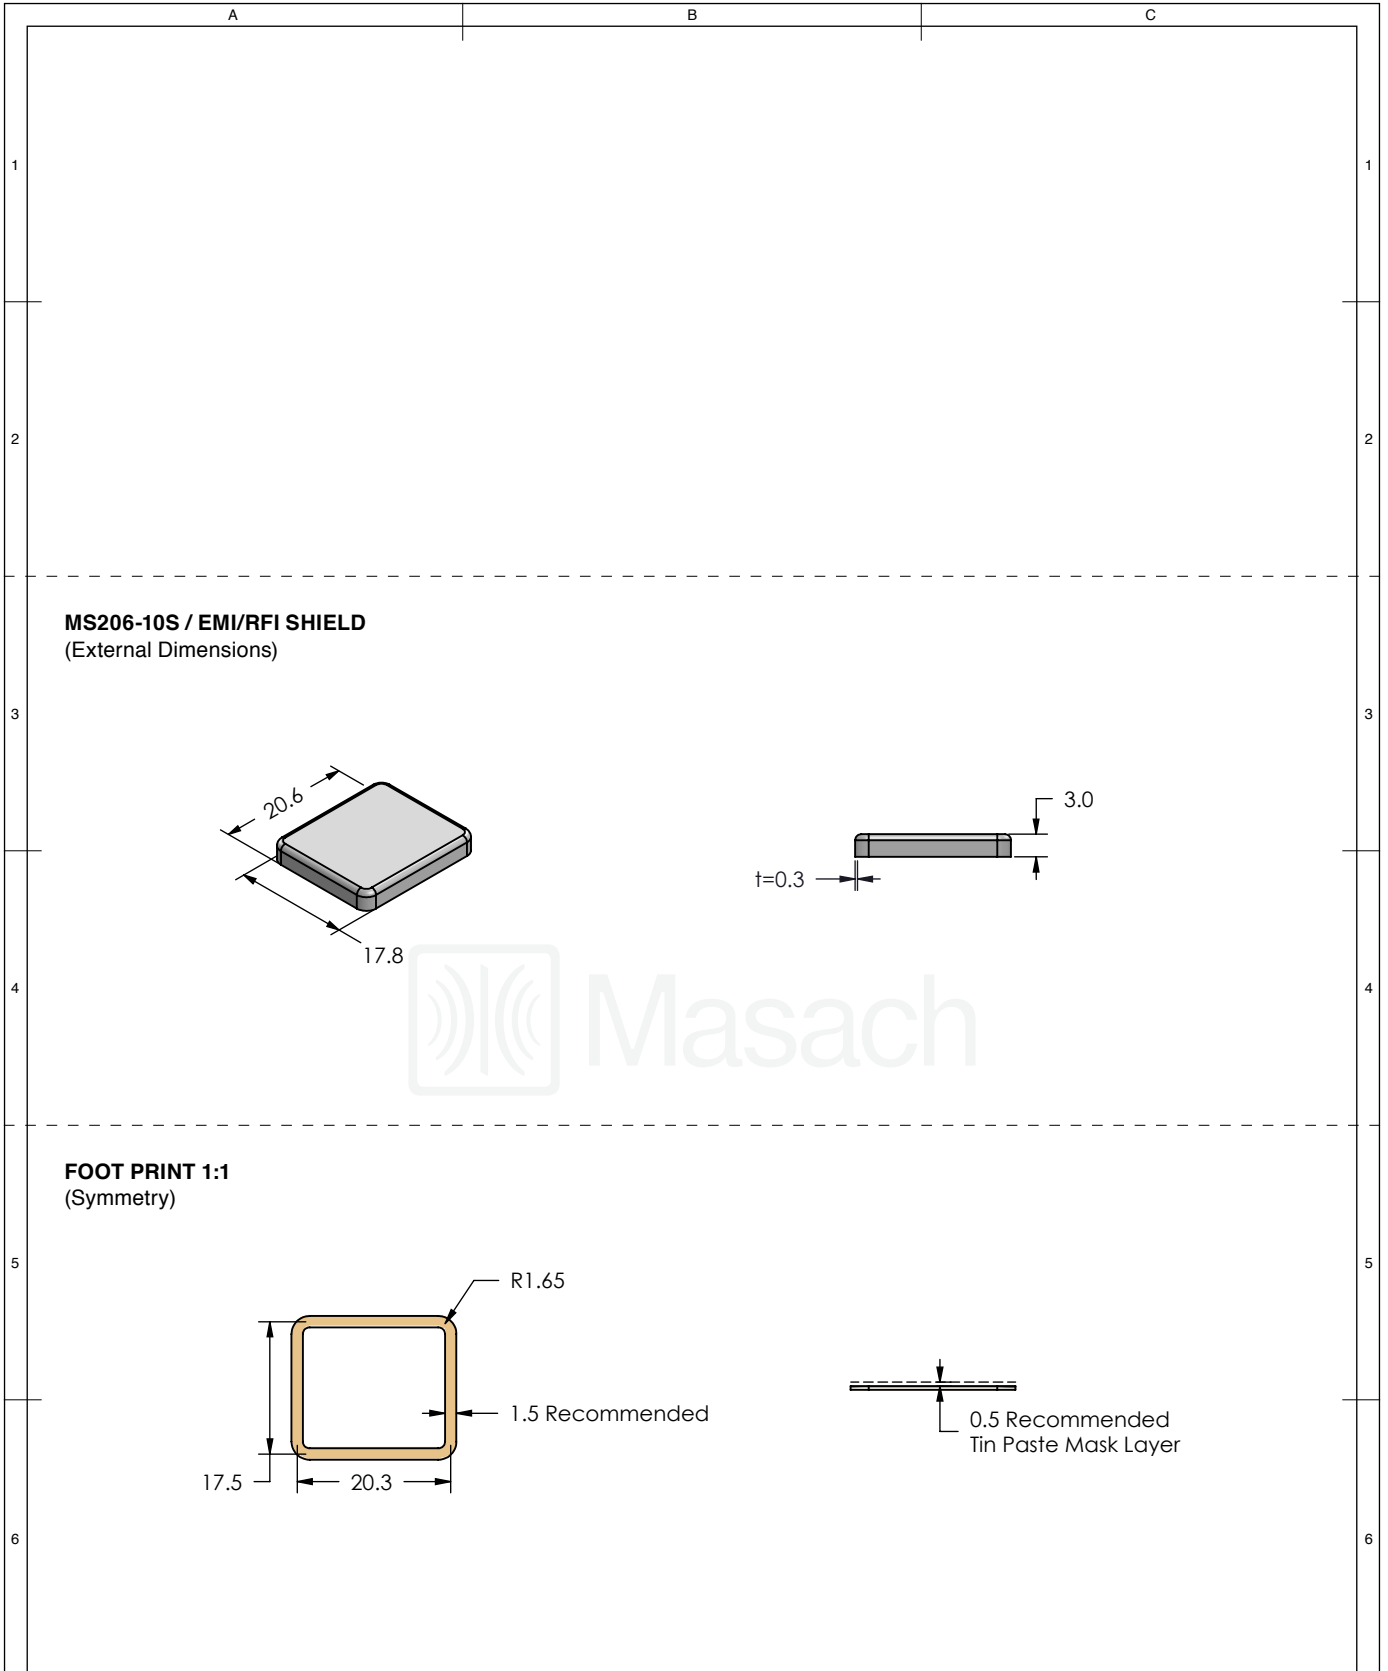 A
B
C
1
1
2
2
MS206-10S / EMI/RFI SHIELD
(External Dimensions)
3
3
20.6
17.8
3.0
t=0.3
Masach
4
4
FOOT PRINT 1:1
(Symmetry)
5
5
R1.65
1.5 Recommended
17.5
20.3
0.5 Recommended
Tin Paste Mask Layer
6
6